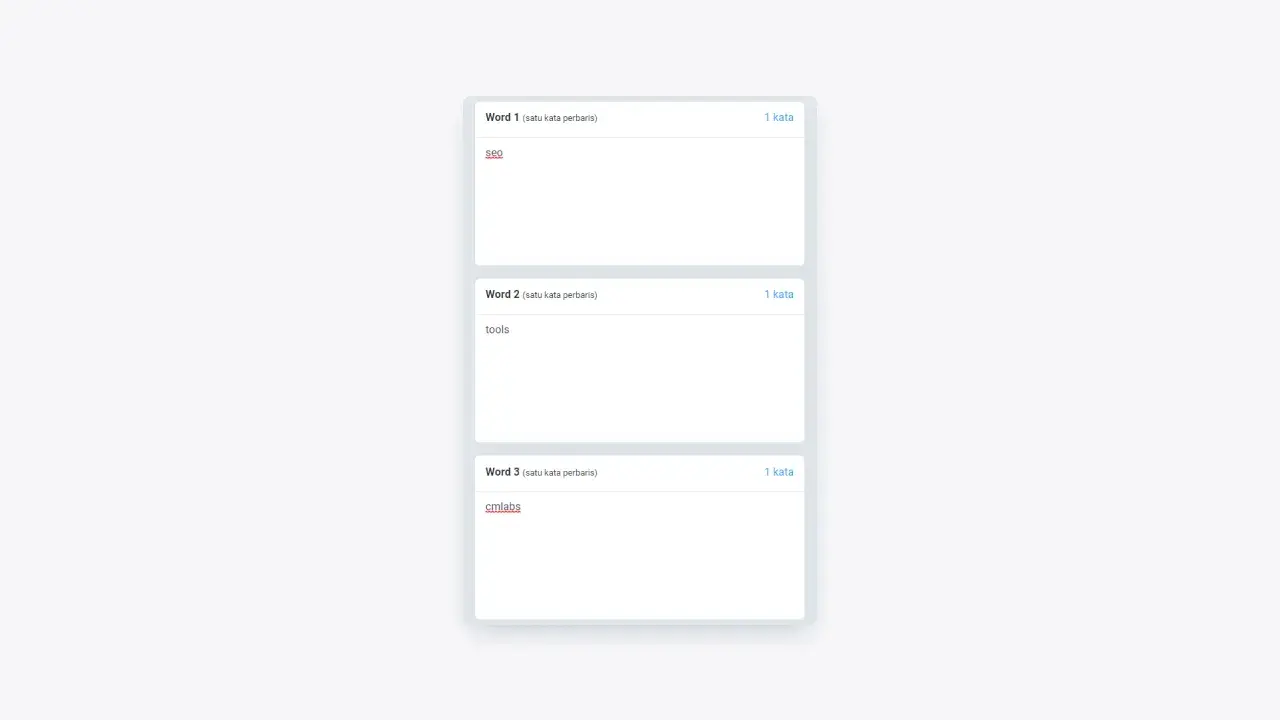 Word 1 (satu kata perbaris) 1 kata
seo
Word 2 (satu kata perbaris) 1 kata
tools
Word 3 (satu kata perbaris) 1 kata
cmlabs